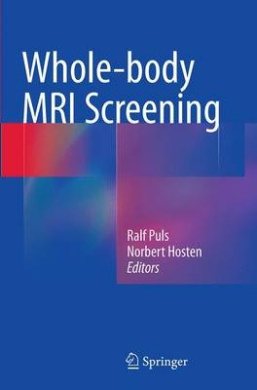 Whole-body
MRI Screening
Ralf Puls
Norbert Hosten
Editors
Springer